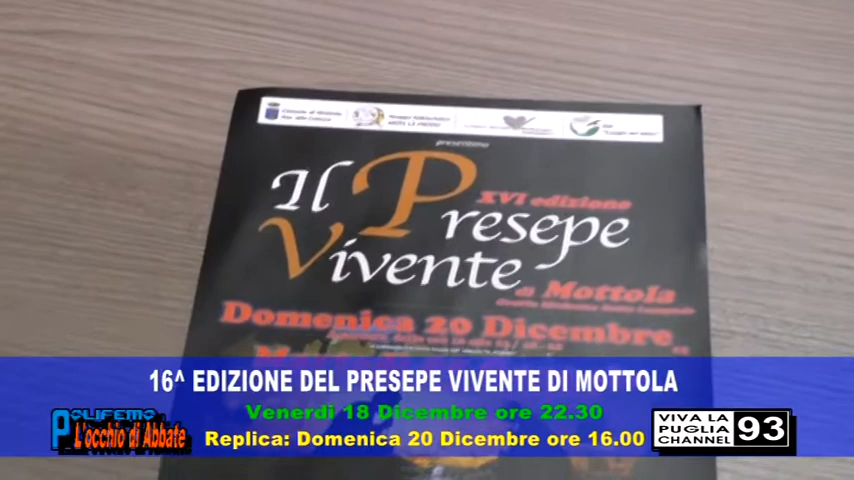 presentano
Il Presepe
Vivente
XVI edizione
di Mottola
Domenica 20 Dicembre
16^ EDIZIONE DEL PRESEPE VIVENTE DI MOTTOLA
Venerdì 18 Dicembre ore 22.30
Replica: Domenica 20 Dicembre ore 16.00
POLIFEMO
L'occhio di Abbate
VIVA LA
PUGLIA
CHANNEL
93